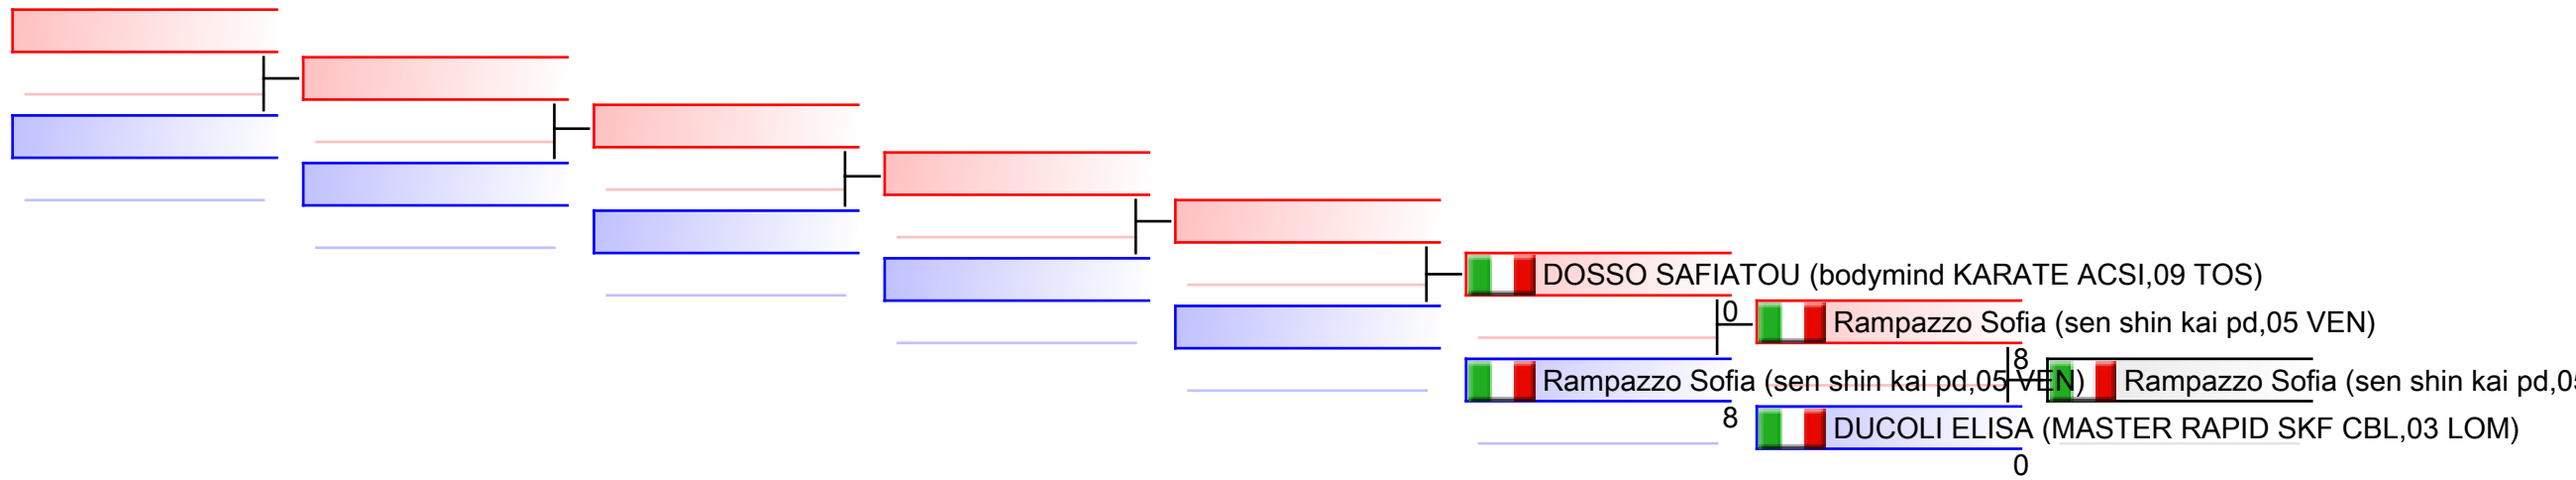 DOSSO SAFIATOU (bodymind KARATE ACSI,09 TOS)
0
Rampazzo Sofia (sen shin kai pd,05 VEN)
8
Rampazzo Sofia (sen shin kai pd,05 VEN)
Rampazzo Sofia (sen shin kai pd,05
8
DUCOLI ELISA (MASTER RAPID SKF CBL,03 LOM)
0